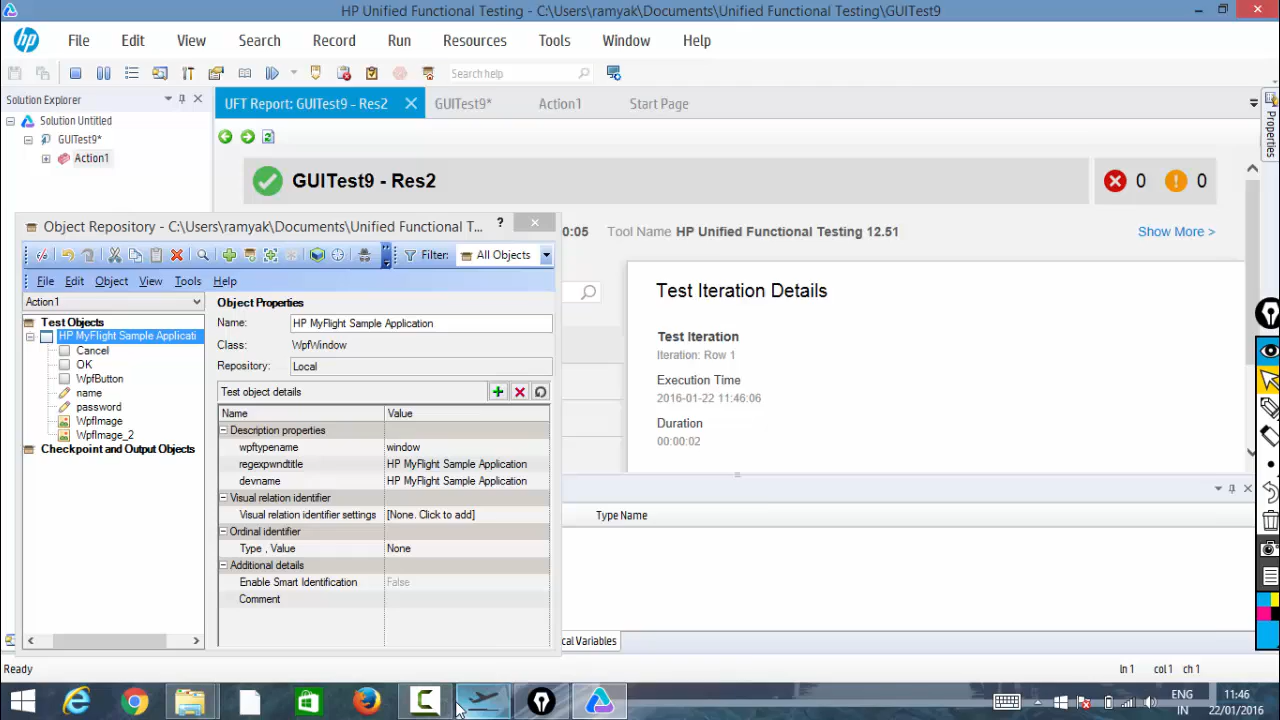 HP Unified Functional Testing - C:\Users\ramyak\Documents\Unified Functional Testing\GUITest9
hp File Edit View Search Record Run Resources Tools Window Help
Search help
Solution Explorer
UFT Report: GUITest9 - Res2 GUITest9* Action1 Start Page
Properties
Solution Untitled
GUITest9*
Action1
GUITest9 - Res2 0 0
Object Repository - C:\Users\ramyak\Documents\Unified Functional T... ?
0:05 Tool Name HP Unified Functional Testing 12.51 Show More >
Filter: All Objects
File Edit Object View Tools Help
Action1
Object Properties
Test Objects
HP MyFlight Sample Applicati
Cancel
OK
WpfButton
name
password
WpfImage
WpfImage_2
Checkpoint and Output Objects
Name: HP MyFlight Sample Application
Class: WpfWindow
Repository: Local
Test object details
Name Value
Description properties
wpftypename window
regexpwndtitle HP MyFlight Sample Application
devname HP MyFlight Sample Application
Visual relation identifier
Visual relation identifier settings [None. Click to add]
Ordinal identifier
Type , Value None
Additional details
Enable Smart Identification False
Comment
Test Iteration Details
Test Iteration
Iteration: Row 1
Execution Time
2016-01-22 11:46:06
Duration
00:00:02
Type Name
cal Variables
Ready ln 1 col 1 ch 1
ENG 11:46
IN 22/01/2016